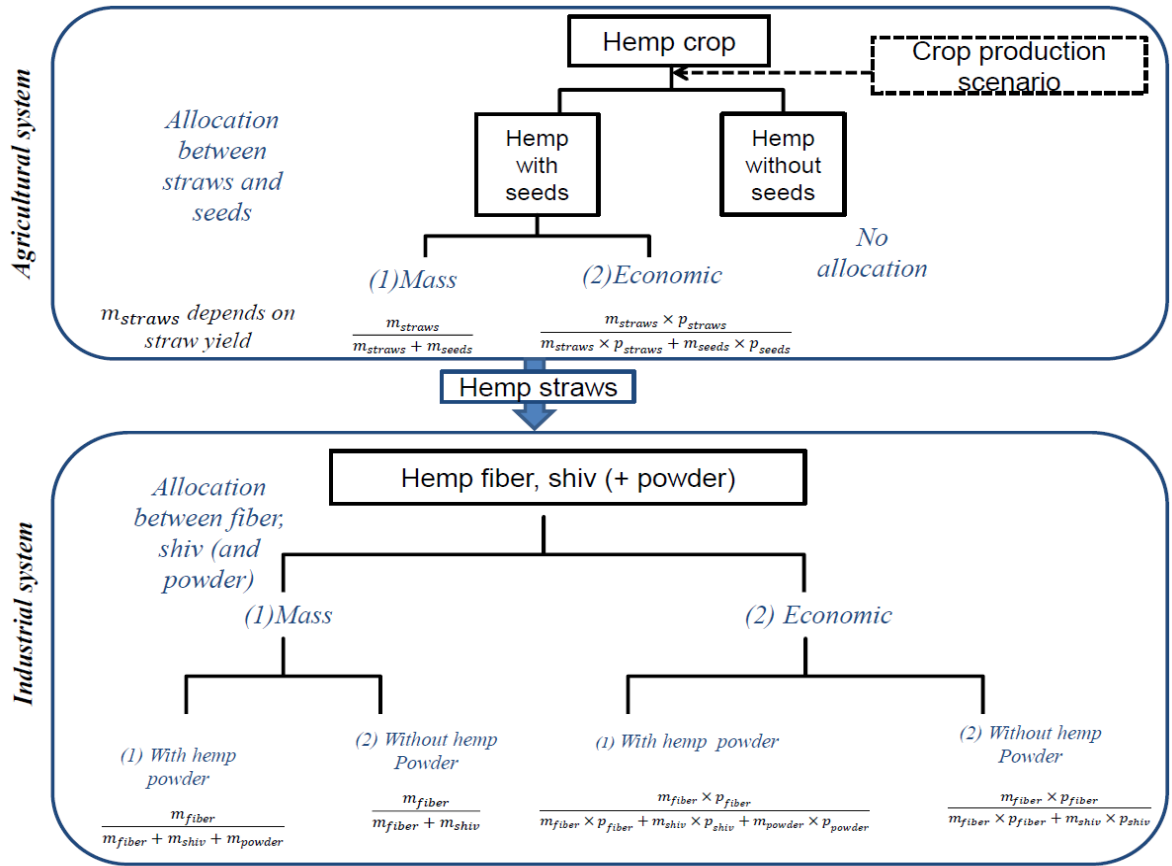 Agricultural system
Hemp crop
Crop production
scenario
Allocation
between
straws and
seeds
Hemp
with
seeds
Hemp
without
seeds
No
allocation
(1)Mass
(2)Economic
m_straws depends on
straw yield
m_straws
m_straws + m_seeds
m_straws × p_straws
m_straws × p_straws + m_seeds × p_seeds
Hemp straws
Industrial system
Hemp fiber, shiv (+ powder)
Allocation
between fiber,
shiv (and
powder)
(1)Mass
(2) Economic
(1) With hemp
powder
(2) Without hemp
Powder
(1) With hemp powder
(2) Without hemp
Powder
m_fiber
m_fiber + m_shiv + m_powder
m_fiber
m_fiber + m_shiv
m_fiber × p_fiber
m_fiber × p_fiber + m_shiv × p_shiv + m_powder × p_powder
m_fiber × p_fiber
m_fiber × p_fiber + m_shiv × p_shiv